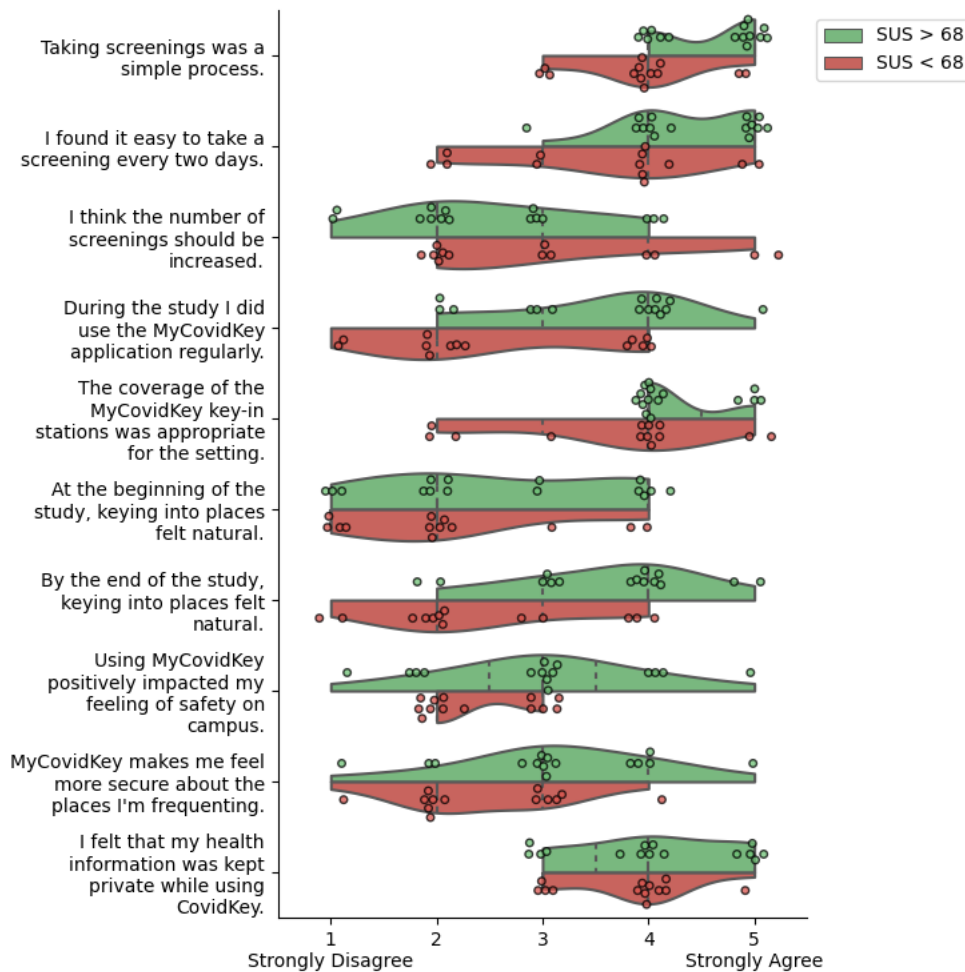 Taking screenings was a
simple process.
SUS > 68
SUS < 68
I found it easy to take a
screening every two days.
I think the number of
screenings should be
increased.
During the study I did
use the MyCovidKey
application regularly.
The coverage of the
MyCovidKey key-in
stations was appropriate
for the setting.
At the beginning of the
study, keying into places
felt natural.
By the end of the study,
keying into places felt
natural.
Using MyCovidKey
positively impacted my
feeling of safety on
campus.
MyCovidKey makes me feel
more secure about the
places I'm frequenting.
I felt that my health
information was kept
private while using
CovidKey.
1 2 3 4 5
Strongly Disagree Strongly Agree